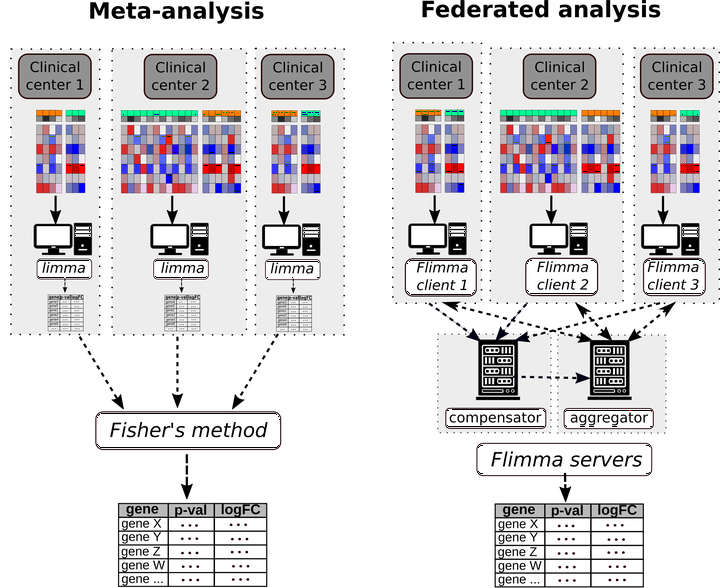 Meta-analysis
Clinical
center 1
Clinical
center 2
Clinical
center 3
limma
limma
limma
Fisher's method
gene p-val logFC
gene X ... ...
gene Y ... ...
gene Z ... ...
gene W ... ...
gene ... ... ...
Federated analysis
Clinical
center 1
Clinical
center 2
Clinical
center 3
Flimma
client 1
Flimma
client 2
Flimma
client 3
compensator
aggregator
Flimma servers
gene p-val logFC
gene X ... ...
gene Y ... ...
gene Z ... ...
gene W ... ...
gene ... ... ...